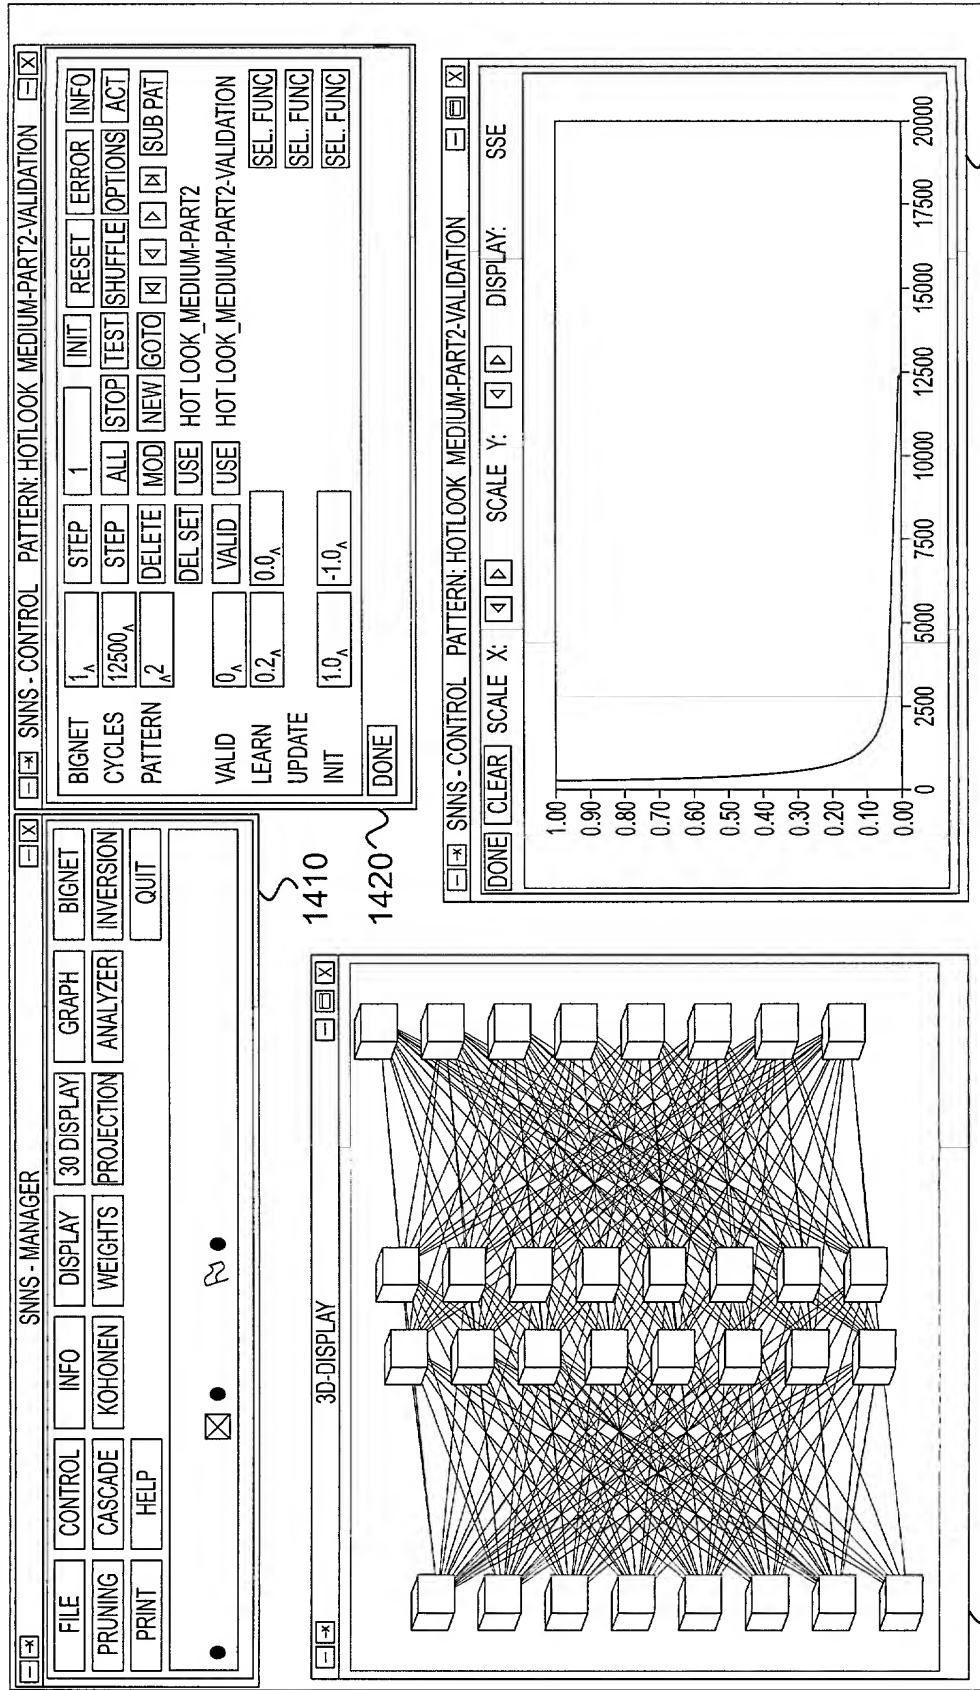 SNNS - MANAGER
FILE CONTROL INFO DISPLAY 30 DISPLAY GRAPH BIGNET
PRUNING CASCADE KOHONEN WEIGHTS PROJECTION ANALYZER INVERSION
PRINT HELP QUIT
1410
SNNS - CONTROL PATTERN: HOTLOOK MEDIUM-PART2-VALIDATION
BIGNET 1^ STEP 1 INIT RESET ERROR INFO
CYCLES 12500^ STEP ALL STOP TEST SHUFFLE OPTIONS ACT
PATTERN ^2 DELETE MOD NEW GOTO SUB PAT
DEL SET USE HOT LOOK_MEDIUM-PART2
VALID 0^ VALID USE HOT LOOK_MEDIUM-PART2-VALIDATION
LEARN 0.2^ 0.0^ SEL. FUNC
UPDATE SEL. FUNC
INIT 1.0^ -1.0^ SEL. FUNC
DONE
1420
3D-DISPLAY
SNNS - CONTROL PATTERN: HOTLOOK MEDIUM-PART2-VALIDATION
DONE CLEAR SCALE X: SCALE Y: DISPLAY: SSE
1.00
0.90
0.80
0.70
0.60
0.50
0.40
0.30
0.20
0.10
0.00
0 2500 5000 7500 10000 12500 15000 17500 20000